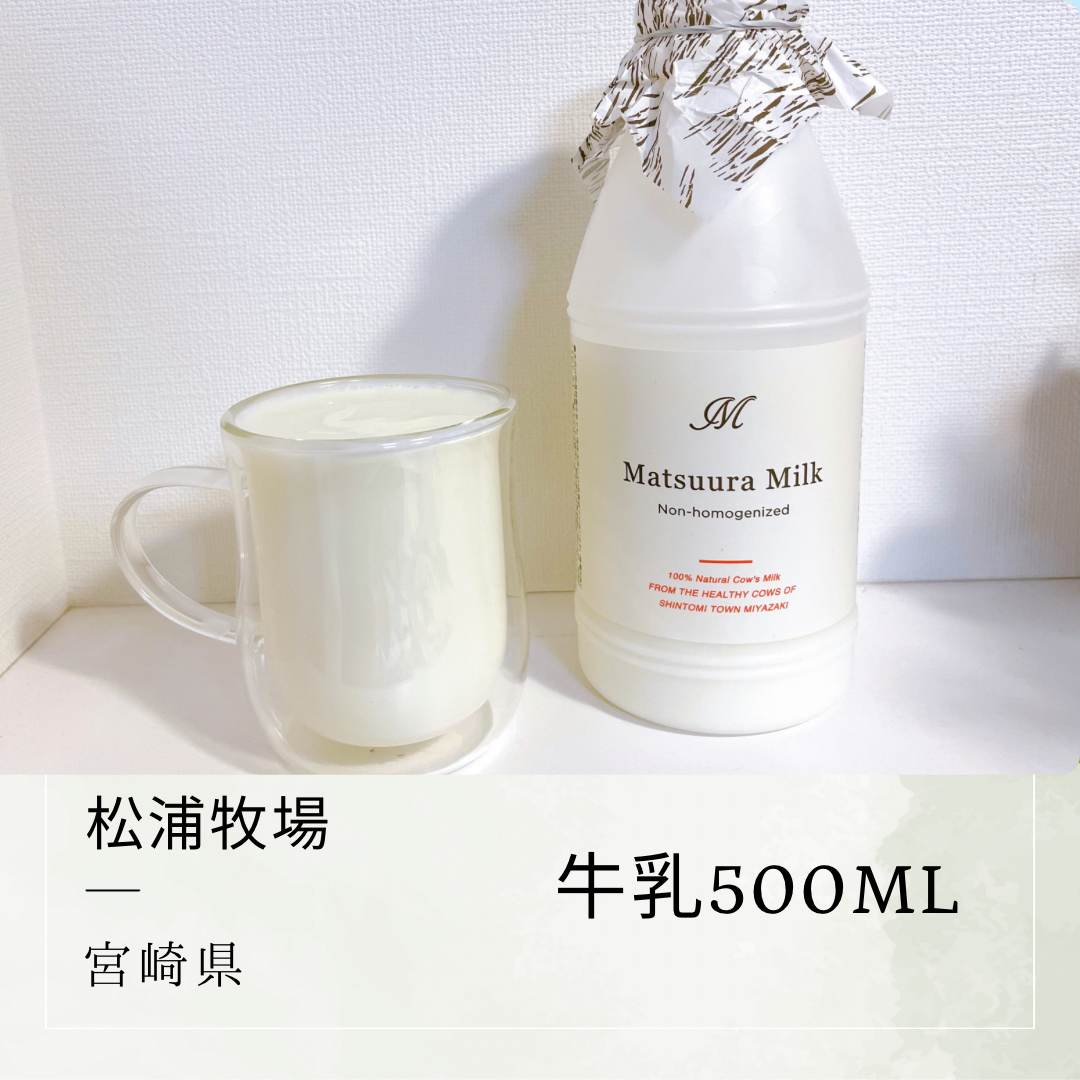 M
Matsuura Milk
Non-homogenized
100% Natural Cow's Milk
FROM THE HEALTHY COWS OF
SHINTOMI TOWN MIYAZAKI
松浦牧場
宮崎県
牛乳500ML